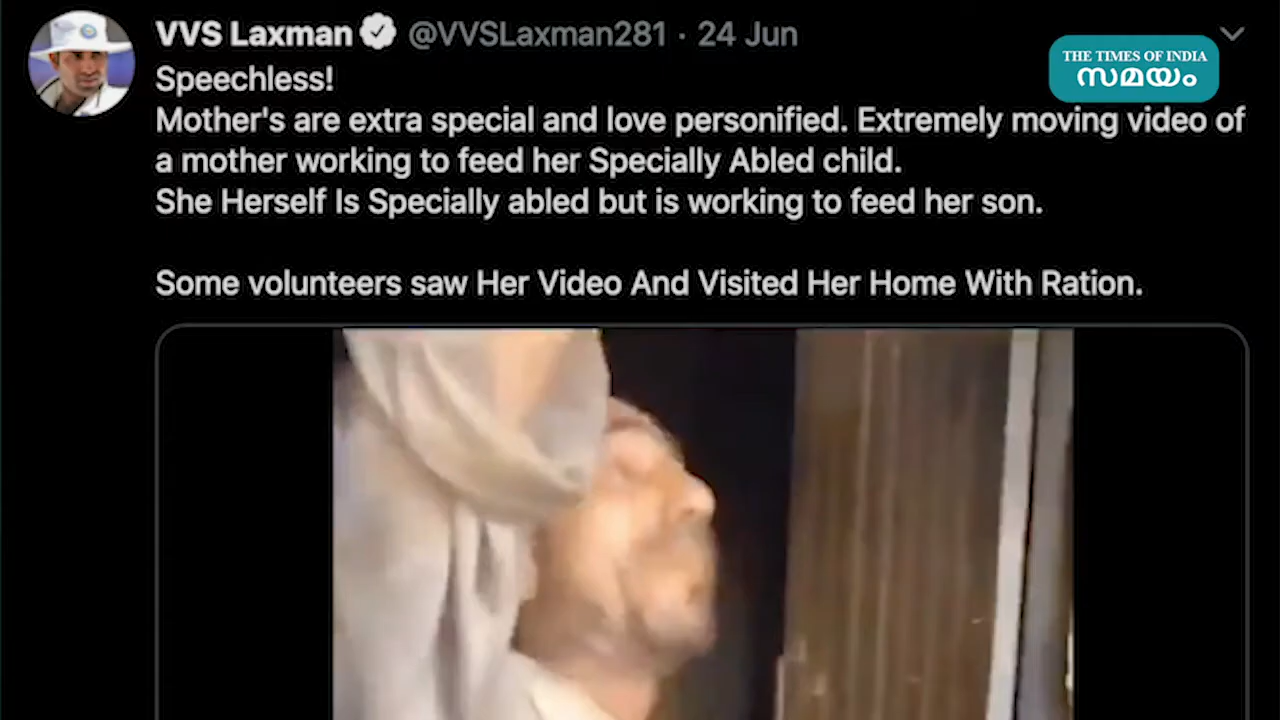 VVS Laxman @VVSLaxman281 · 24 Jun
THE TIMES OF INDIA
സമയം
Speechless!
Mother's are extra special and love personified. Extremely moving video of
a mother working to feed her Specially Abled child.
She Herself Is Specially abled but is working to feed her son.
Some volunteers saw Her Video And Visited Her Home With Ration.